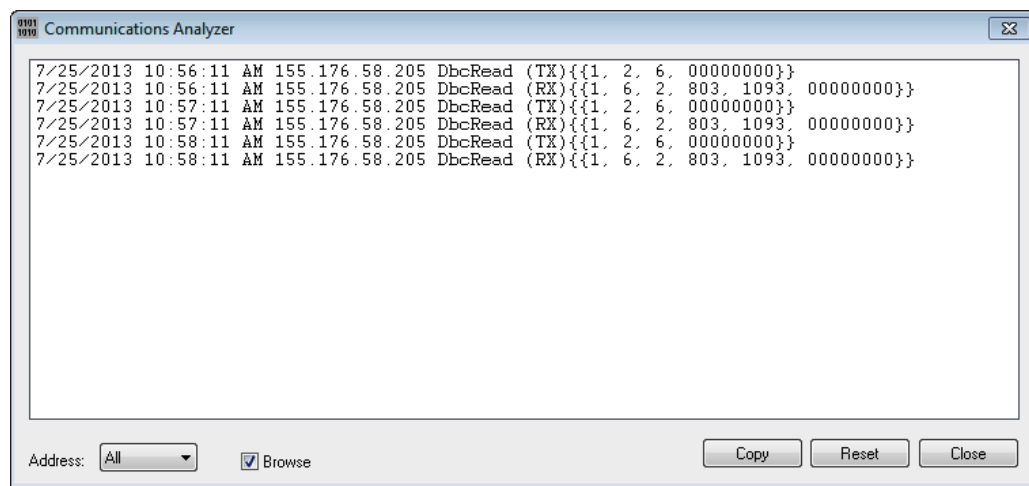 0101
1010
Communications Analyzer
7/25/2013 10:56:11 AM 155.176.58.205 DbcRead (TX){{1, 2, 6, 00000000}}
7/25/2013 10:56:11 AM 155.176.58.205 DbcRead (RX){{1, 6, 2, 803, 1093, 00000000}}
7/25/2013 10:57:11 AM 155.176.58.205 DbcRead (TX){{1, 2, 6, 00000000}}
7/25/2013 10:57:11 AM 155.176.58.205 DbcRead (RX){{1, 6, 2, 803, 1093, 00000000}}
7/25/2013 10:58:11 AM 155.176.58.205 DbcRead (TX){{1, 2, 6, 00000000}}
7/25/2013 10:58:11 AM 155.176.58.205 DbcRead (RX){{1, 6, 2, 803, 1093, 00000000}}
Address: All Browse Copy Reset Close